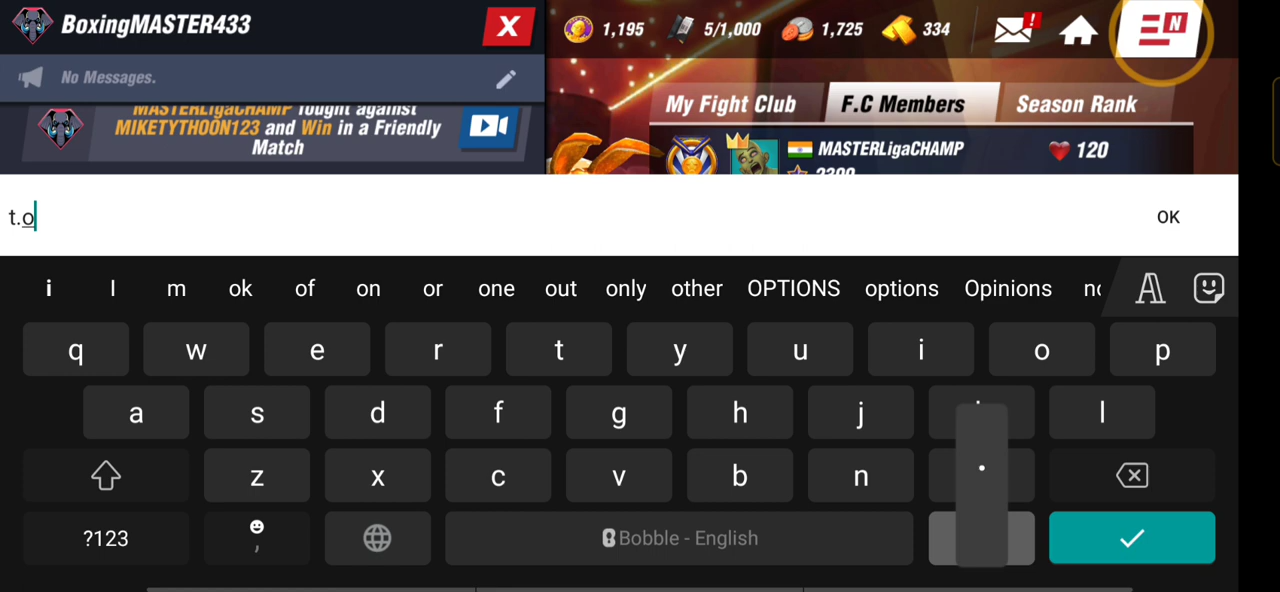 BoxingMASTER433
X
1,195
5/1,000
1,725
334
N
No Messages.
My Fight Club
F.C Members
Season Rank
MASTERLigaCHAMP fought against
MIKETYTHOON123 and Win in a Friendly
Match
MASTERLigaCHAMP
120
2300
t.o
OK
i I m ok of on or one out only other OPTIONS options Opinions no
q w e r t y u i o p
a s d f g h j l
z x c v b n .
?123
,
Bobble - English